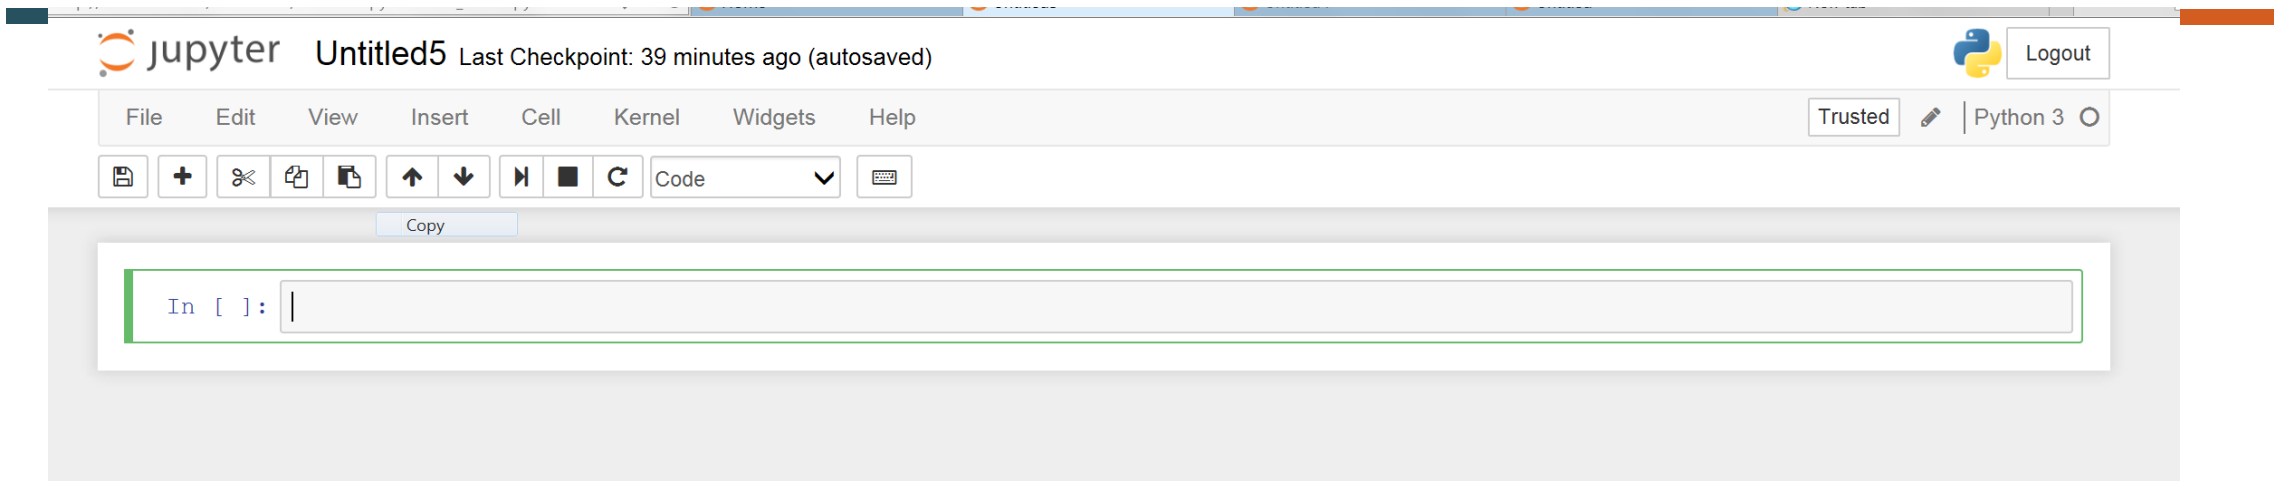 jupyter Untitled5 Last Checkpoint: 39 minutes ago (autosaved) Logout
File Edit View Insert Cell Kernel Widgets Help Trusted Python 3
Code
Copy
In [ ]: